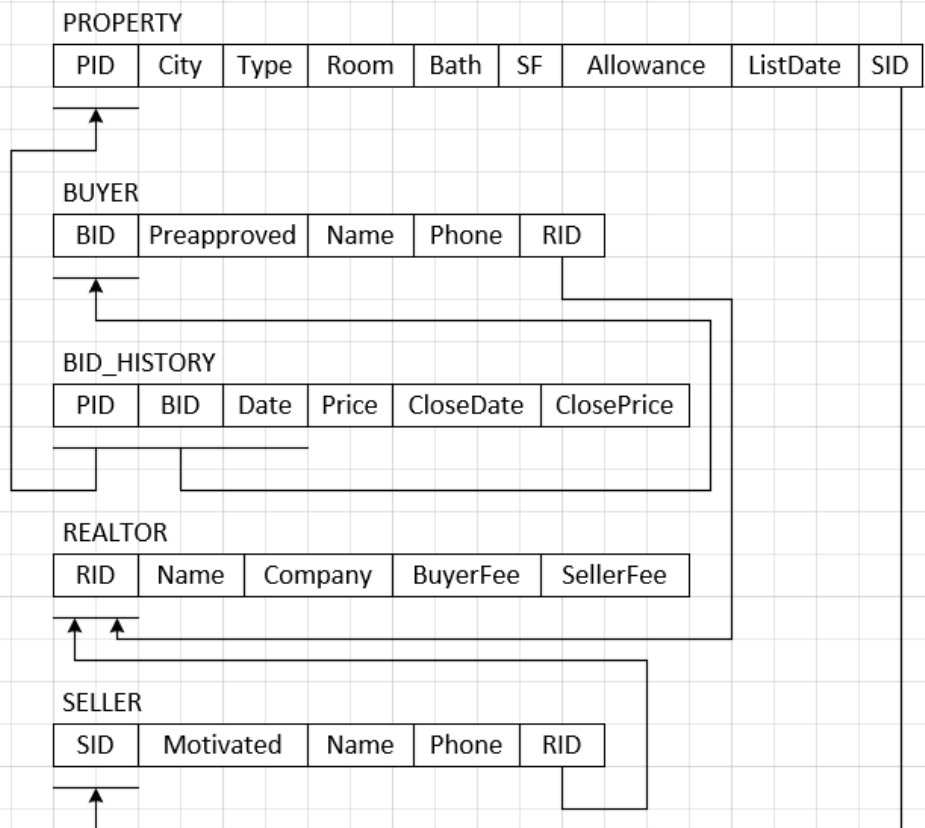 PROPERTY
PID City Type Room Bath SF Allowance ListDate SID
BUYER
BID Preapproved Name Phone RID
BID_HISTORY
PID BID Date Price CloseDate ClosePrice
REALTOR
RID Name Company BuyerFee SellerFee
SELLER
SID Motivated Name Phone RID